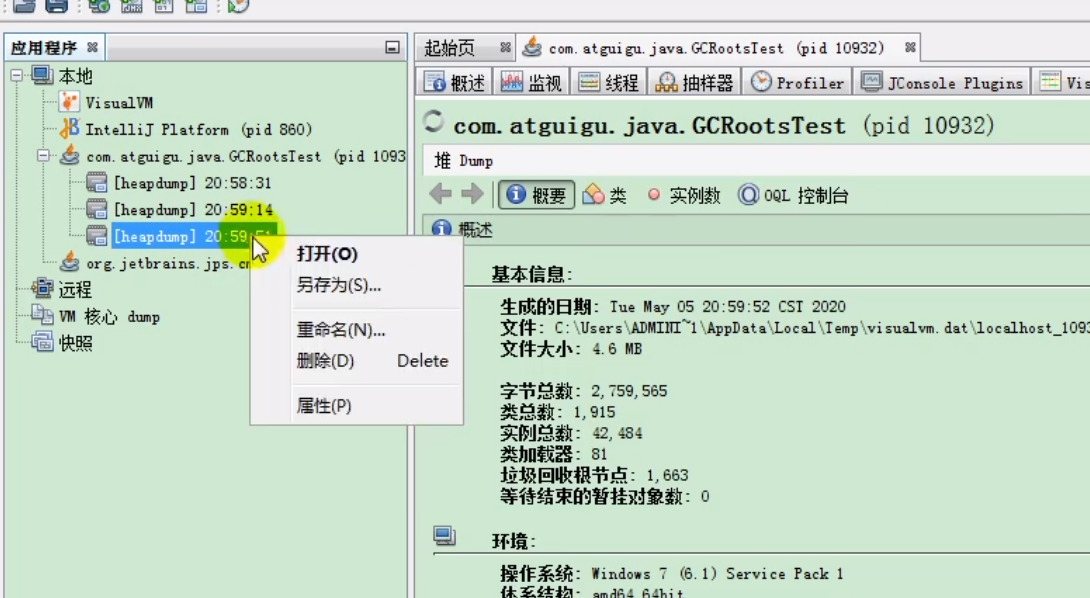 应用程序
本地
VisualVM
IntelliJ Platform (pid 860)
com.atguigu.java.GCRootsTest (pid 1093
[heapdump] 20:58:31
[heapdump] 20:59:14
[heapdump] 20:59:51
org.jetbrains.jps.cm
远程
VM 核心 dump
快照
打开(O)
另存为(S)...
重命名(N)...
删除(D) Delete
属性(P)
起始页 com.atguigu.java.GCRootsTest (pid 10932)
概述 监视 线程 抽样器 Profiler JConsole Plugins Vis
com.atguigu.java.GCRootsTest (pid 10932)
堆 Dump
概要 类 实例数 OQL 控制台
概述
基本信息:
生成的日期: Tue May 05 20:59:52 CST 2020
文件: C:\Users\ADMINI~1\AppData\Local\Temp\visualvm.dat\localhost_1093
文件大小: 4.6 MB
字节总数: 2,759,565
类总数: 1,915
实例总数: 42,484
类加载器: 81
垃圾回收根节点: 1,663
等待结束的暂挂对象数: 0
环境:
操作系统: Windows 7 (6.1) Service Pack 1
体系结构: amd64 64bit